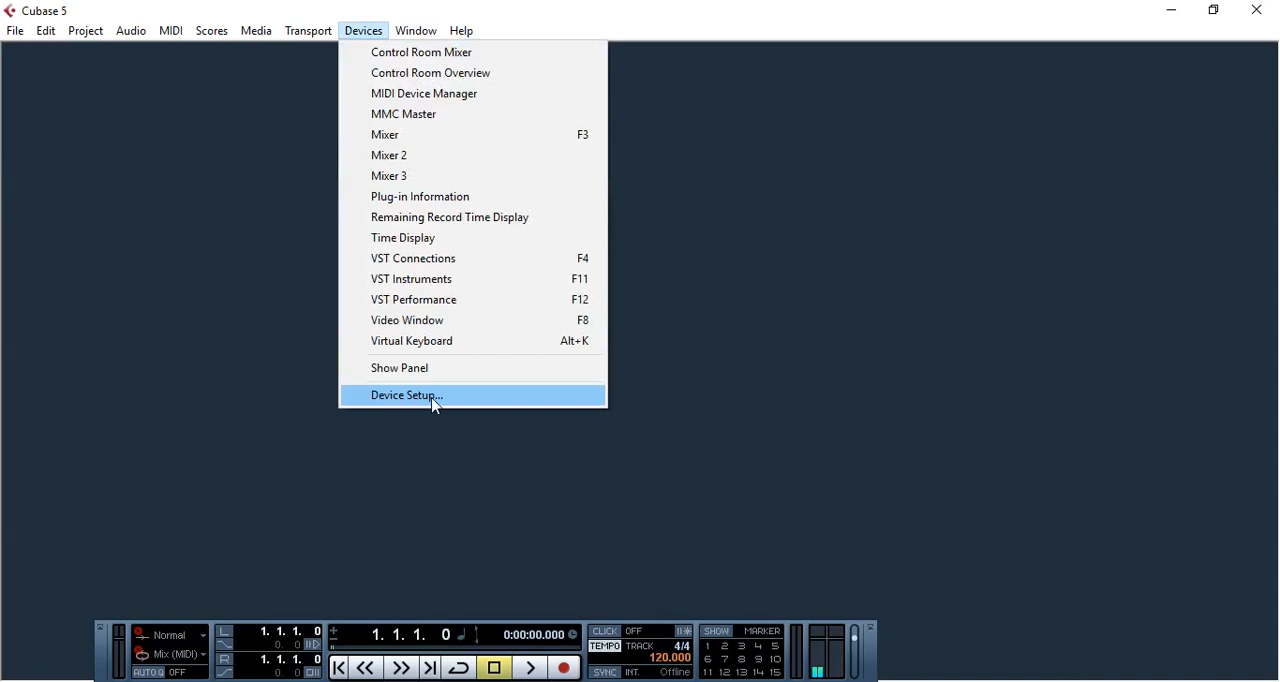 Cubase 5
File Edit Project Audio MIDI Scores Media Transport Devices Window Help
Control Room Mixer
Control Room Overview
MIDI Device Manager
MMC Master
Mixer F3
Mixer 2
Mixer 3
Plug-in Information
Remaining Record Time Display
Time Display
VST Connections F4
VST Instruments F11
VST Performance F12
Video Window F8
Virtual Keyboard Alt+K
Show Panel
Device Setup...
Normal
Mix (MIDI)
AUTO Q OFF
L 1. 1. 1. 0
0. 0
R 1. 1. 1. 0
0. 0
1. 1. 1. 0 0:00:00.000
CLICK OFF
TEMPO TRACK 4/4
120.000
SYNC INT. Offline
SHOW MARKER
1 2 3 4 5
6 7 8 9 10
11 12 13 14 15